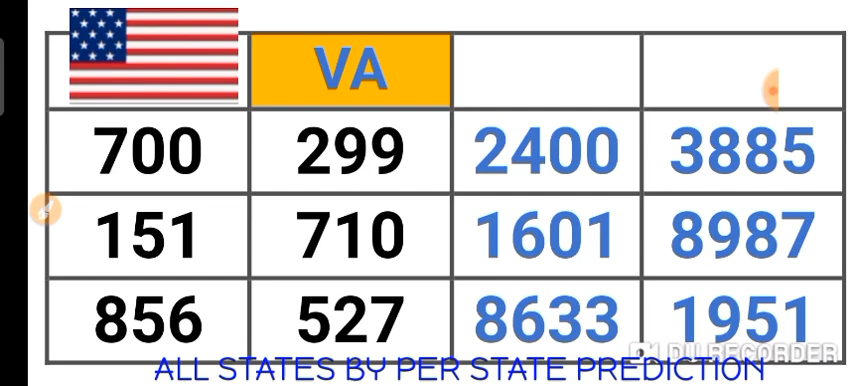 VA
700 299 2400 3885
151 710 1601 8987
856 527 8633 1951
DU RECORDER
ALL STATES BY PER STATE PREDICTION